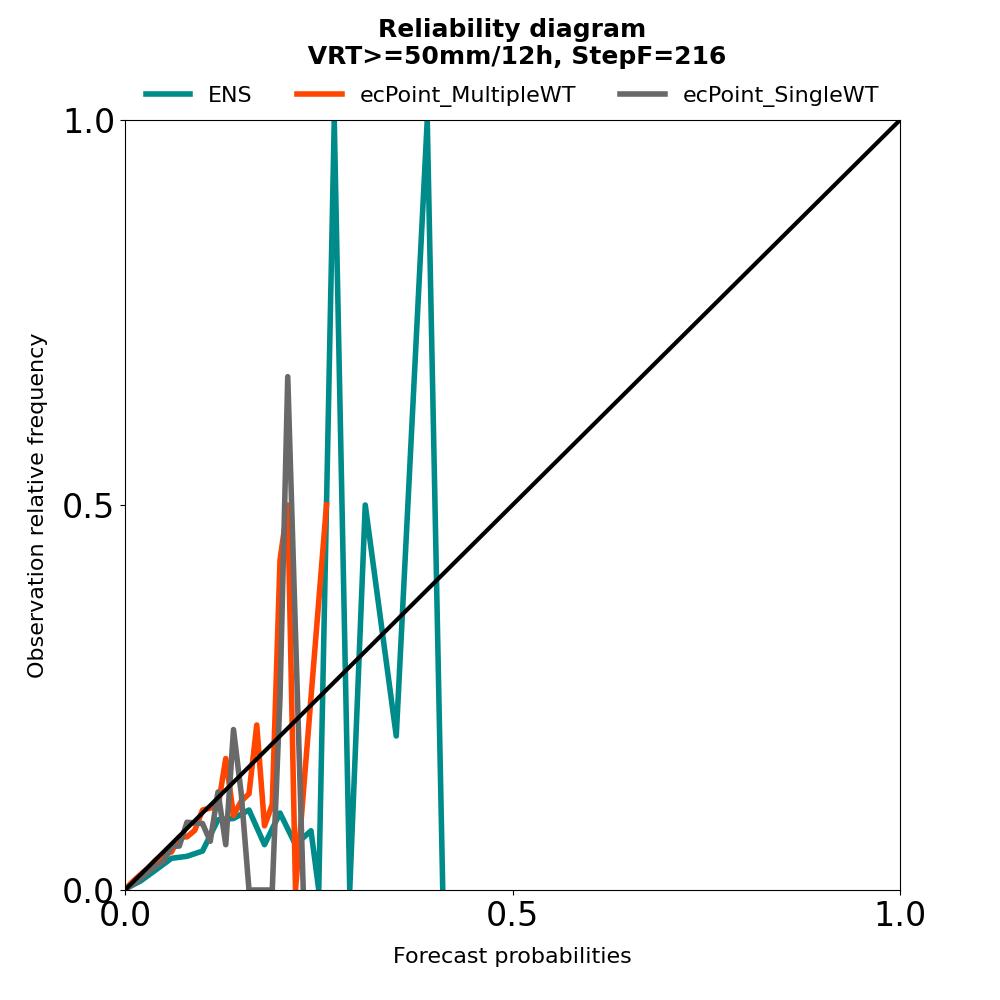 Reliability diagram
VRT>=50mm/12h, StepF=216
ENS ecPoint_MultipleWT ecPoint_SingleWT
1.0
0.5
0.0
Observation relative frequency
0.0 0.5 1.0
Forecast probabilities